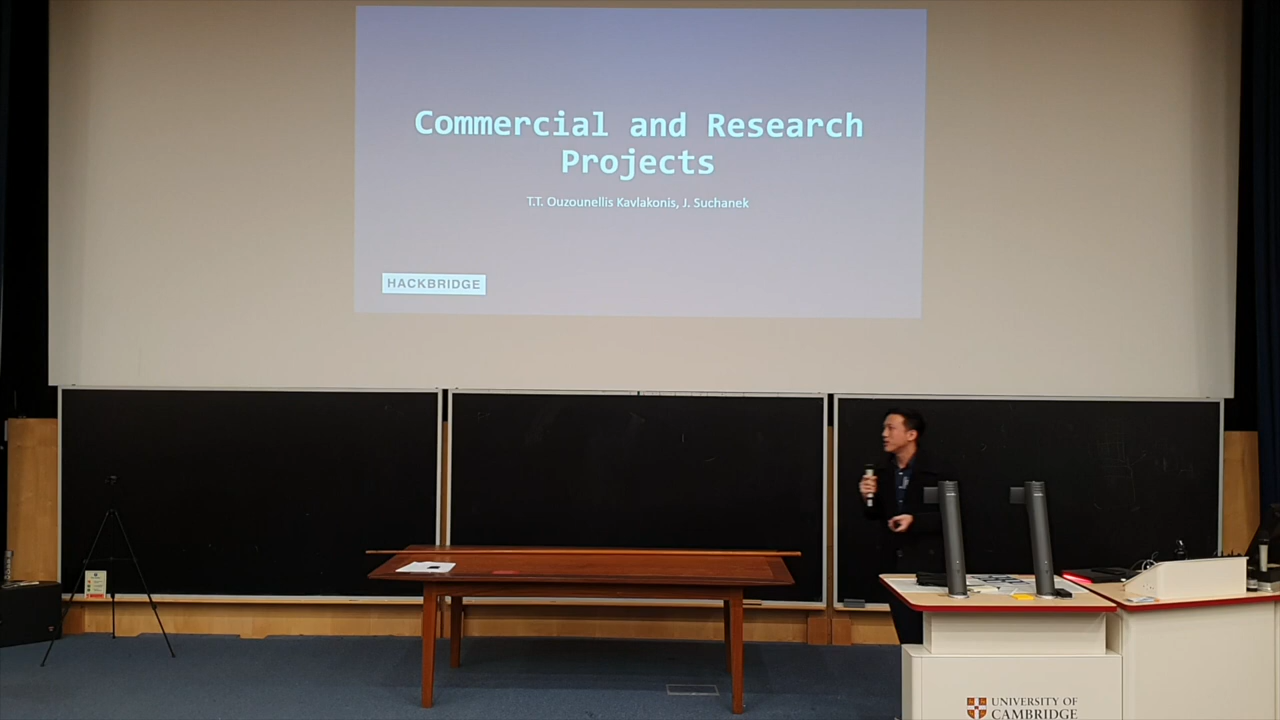 Commercial and Research
Projects
T.T. Ouzounellis Kavlakonis, J. Suchanek
HACKBRIDGE
UNIVERSITY OF
CAMBRIDGE